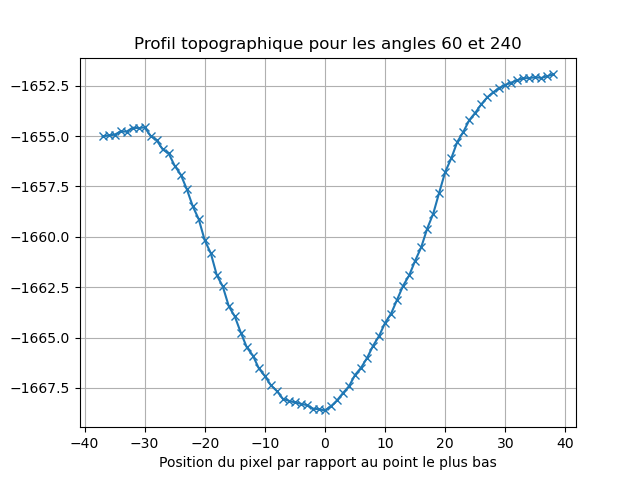 Profil topographique pour les angles 60 et 240
−1652.5
−1655.0
−1657.5
−1660.0
−1662.5
−1665.0
−1667.5
−40 −30 −20 −10 0 10 20 30 40
Position du pixel par rapport au point le plus bas